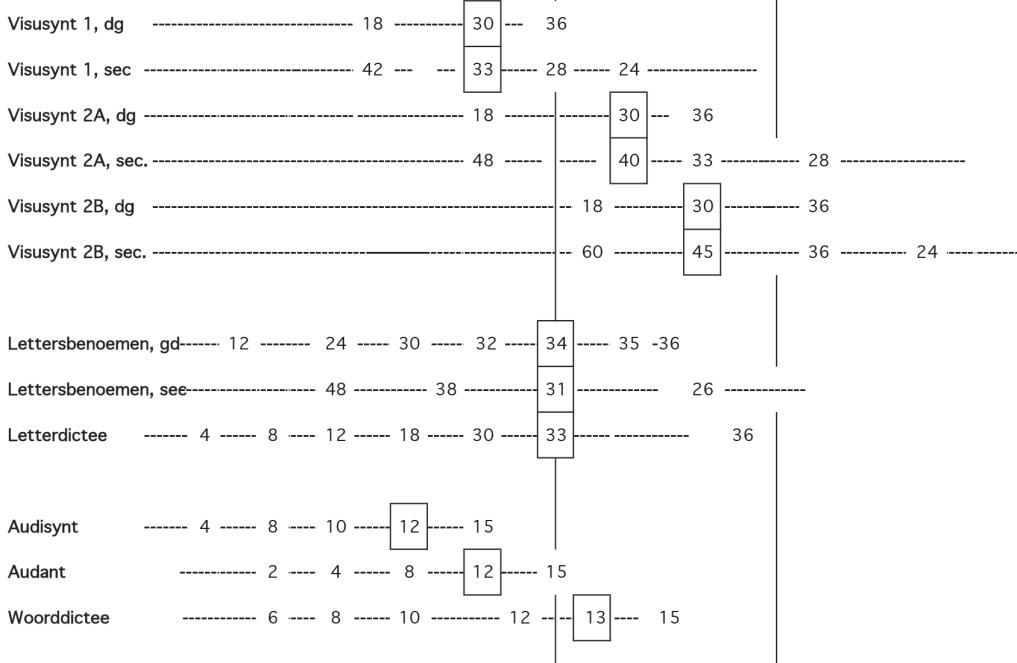 Visusynt 1, dg 18 30 36
Visusynt 1, sec 42 33 28 24
Visusynt 2A, dg 18 30 36
Visusynt 2A, sec. 48 40 33 28
Visusynt 2B, dg 18 30 36
Visusynt 2B, sec. 60 45 36 24
Lettersbenoemen, gd 12 24 30 32 34 35 -36
Lettersbenoemen, sec 48 38 31 26
Letterdictee 4 8 12 18 30 33 36
Audisynt 4 8 10 12 15
Audant 2 4 8 12 15
Woorddictee 6 8 10 12 13 15